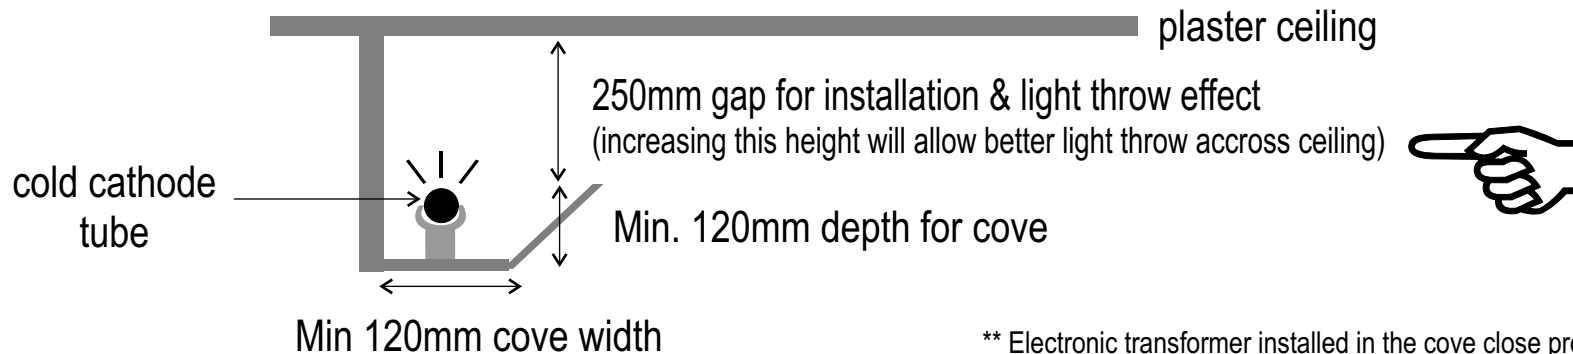 plaster ceiling
250mm gap for installation & light throw effect
(increasing this height will allow better light throw accross ceiling)
cold cathode
tube
Min. 120mm depth for cove
Min 120mm cove width
** Electronic transformer installed in the cove close